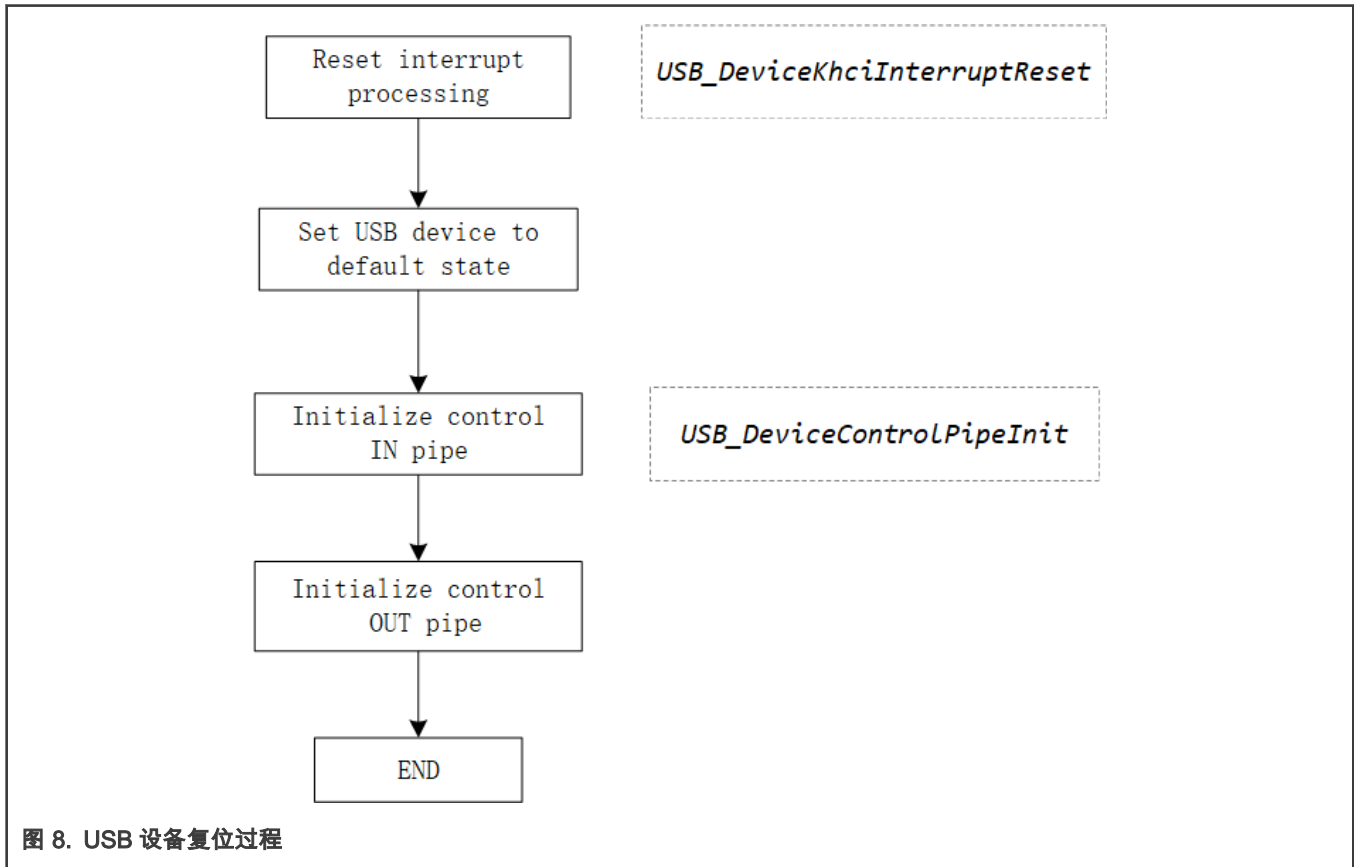 Reset interrupt
processing
USB_DeviceKhciInterruptReset
Set USB device to
default state
Initialize control
IN pipe
USB_DeviceControlPipeInit
Initialize control
OUT pipe
END
图 8. USB 设备复位过程